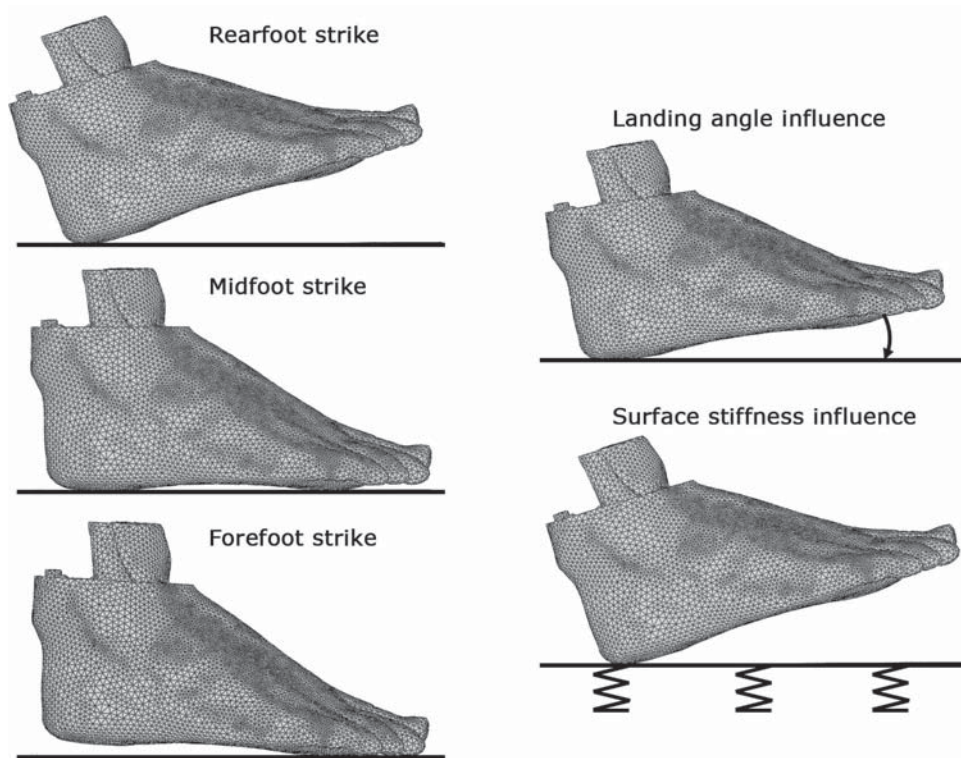 Rearfoot strike
Midfoot strike
Forefoot strike
Landing angle influence
Surface stiffness influence